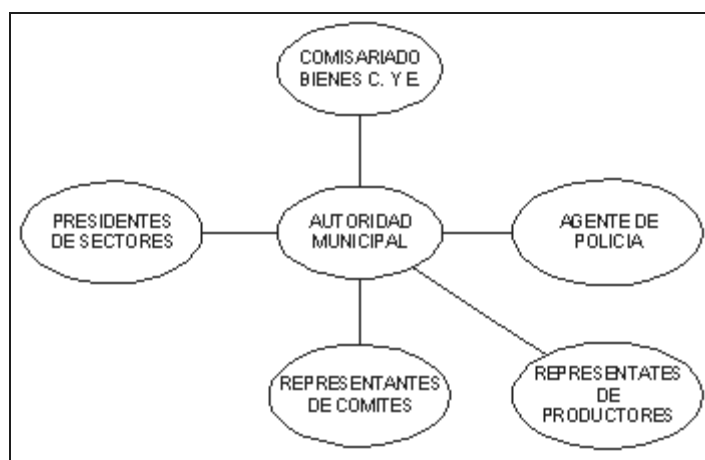 COMISARIADO
BIENES C. Y E.
PRESIDENTES
DE SECTORES
AUTORIDAD
MUNICIPAL
AGENTE DE
POLICIA
REPRESENTANTES
DE COMITES
REPRESENTATES
DE
PRODUCTORES